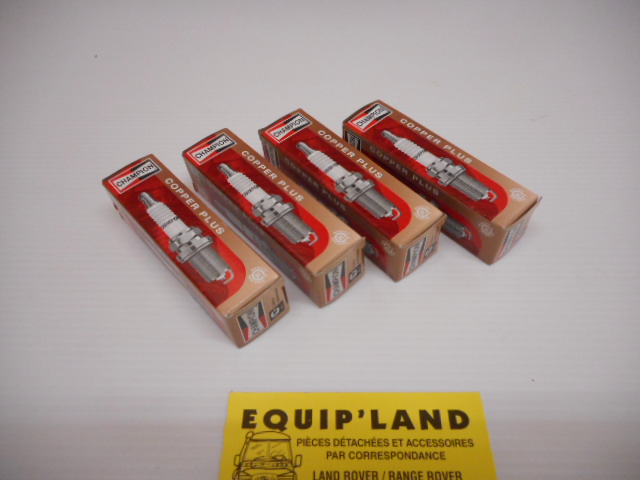 CHAMPION
COPPER PLUS
CHAMPION
COPPER PLUS
CHAMPION
COPPER PLUS
CHAMPION
COPPER PLUS
EQUIP'LAND
PIÈCES DÉTACHÉES ET ACCESSOIRES
PAR CORRESPONDANCE
LAND ROVER / RANGE ROVER